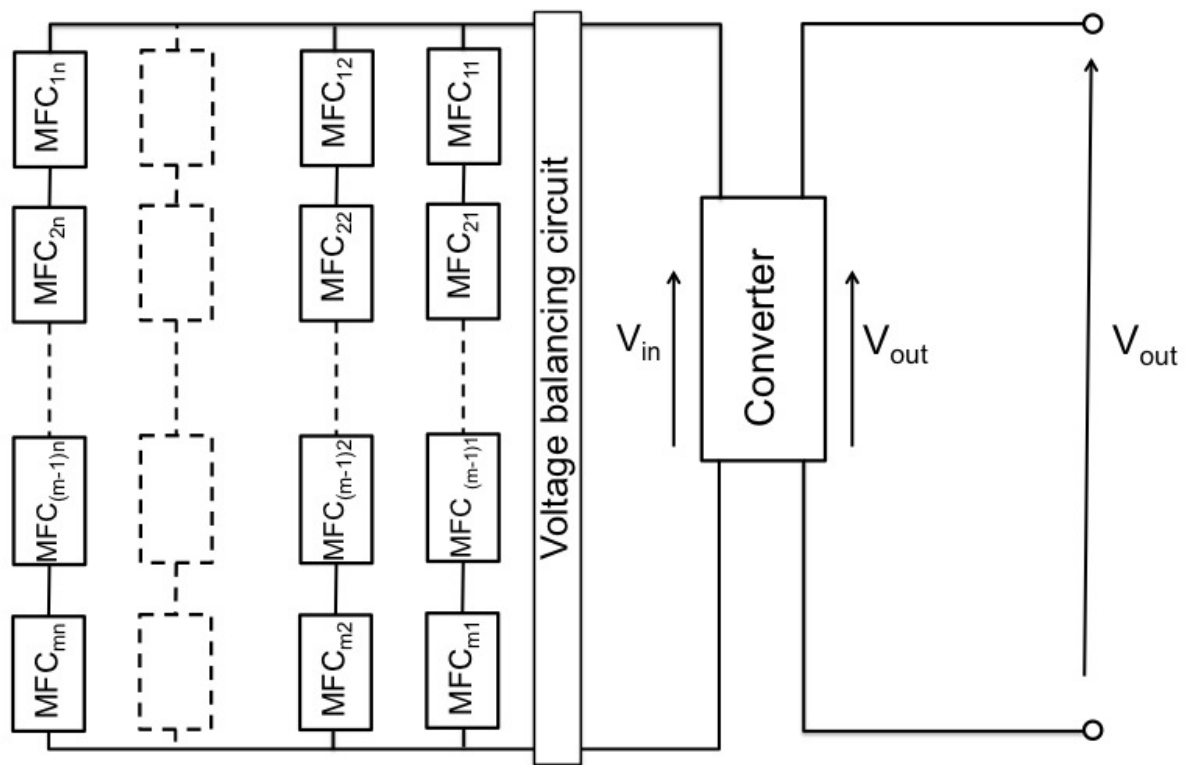 MFC1n
MFC12
MFC11
MFC2n
MFC22
MFC21
MFC(m-1)n
MFC(m-1)2
MFC (m-1)1
MFCmn
MFCm2
MFCm1
Voltage balancing circuit
Vin
Converter
Vout
Vout